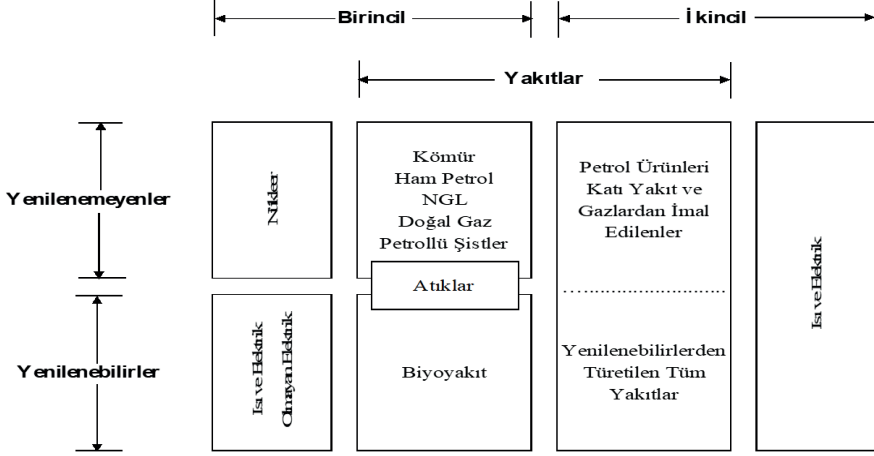 Birincil
İkincil
Yakıtlar
Yenilenemeyenler
Nükleer
Kömür
Ham Petrol
NGL
Doğal Gaz
Petrollü Şistler
Petrol Ürünleri
Katı Yakıt ve
Gazlardan İmal
Edilenler
Isı ve Elektrik
Atıklar
Yenilenebilirler
Isı ve Elektrik
Olmayan Elektrik
Biyoyakıt
Yenilenebilirlerden
Türetilen Tüm
Yakıtlar